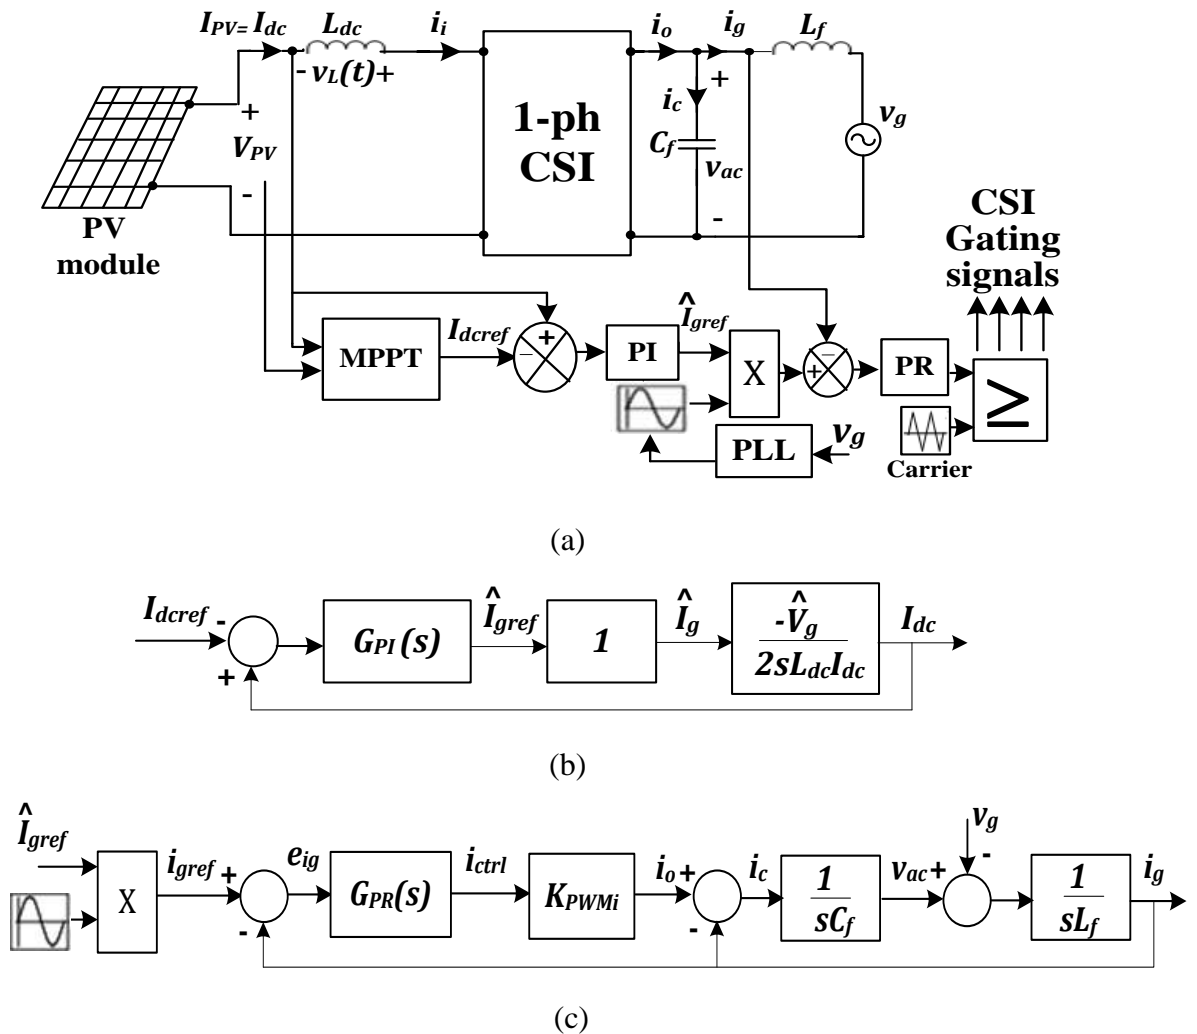 I_PV= I_dc
L_dc
i_i
i_o
i_g
L_f
- v_L(t)+
+
V_PV
-
1-ph
CSI
+
i_c
C_f
v_ac
-
v_g
PV
module
CSI
Gating
signals
MPPT
I_dcref
+
-
PI
Î_gref
X
-
+
PR
≥
PLL
v_g
Carrier
(a)
I_dcref
-
+
G_PI(s)
Î_gref
1
Î_g
-V̂_g
2sL_dcI_dc
I_dc
(b)
Î_gref
X
i_gref
+
-
e_ig
G_PR(s)
i_ctrl
K_PWMi
i_o+
-
i_c
1
sC_f
v_ac+
v_g
-
1
sL_f
i_g
(c)